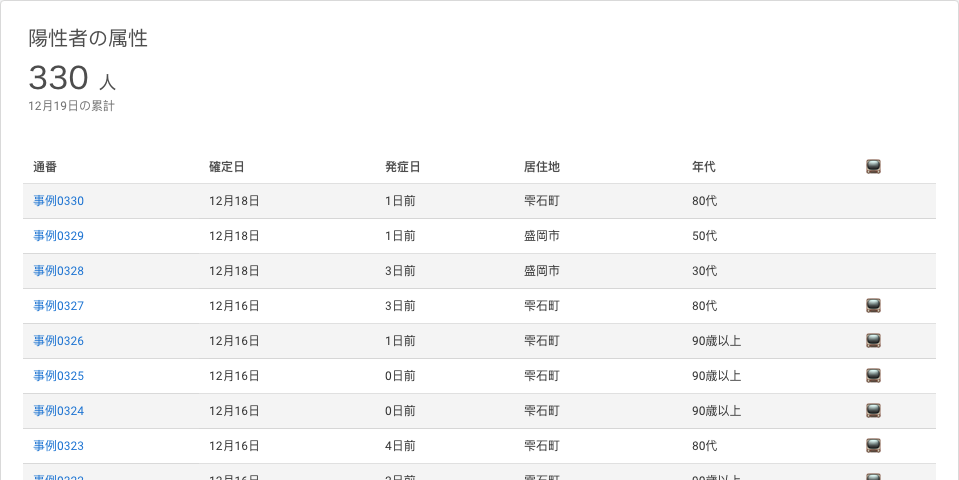 陽性者の属性
330 人
12月19日の累計
通番 確定日 発症日 居住地 年代
事例0330 12月18日 1日前 雫石町 80代
事例0329 12月18日 1日前 盛岡市 50代
事例0328 12月18日 3日前 盛岡市 30代
事例0327 12月16日 3日前 雫石町 80代
事例0326 12月16日 1日前 雫石町 90歳以上
事例0325 12月16日 0日前 雫石町 90歳以上
事例0324 12月16日 0日前 雫石町 90歳以上
事例0323 12月16日 4日前 雫石町 80代